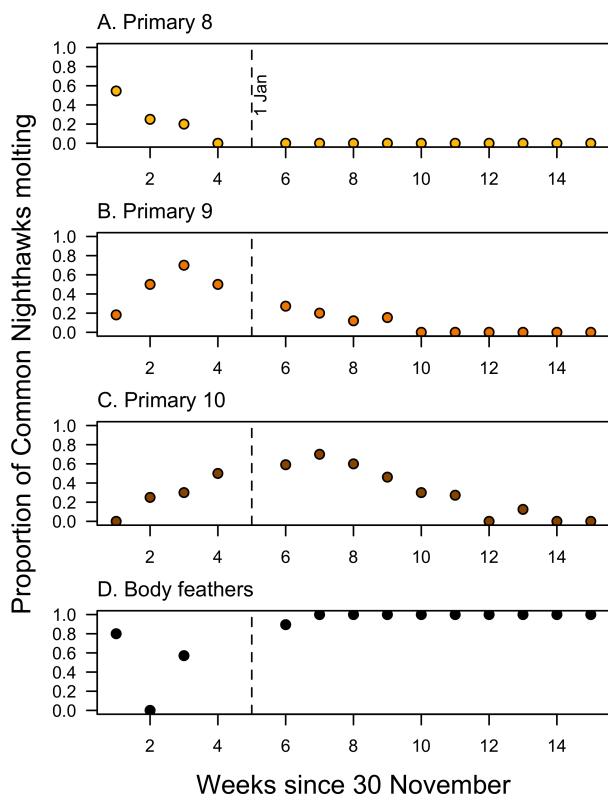 Proportion of Common Nighthawks molting
A. Primary 8
1.0
0.8
0.6
0.4
0.2
0.0
1 Jan
2 4 6 8 10 12 14
B. Primary 9
1.0
0.8
0.6
0.4
0.2
0.0
2 4 6 8 10 12 14
C. Primary 10
1.0
0.8
0.6
0.4
0.2
0.0
2 4 6 8 10 12 14
D. Body feathers
1.0
0.8
0.6
0.4
0.2
0.0
2 4 6 8 10 12 14
Weeks since 30 November